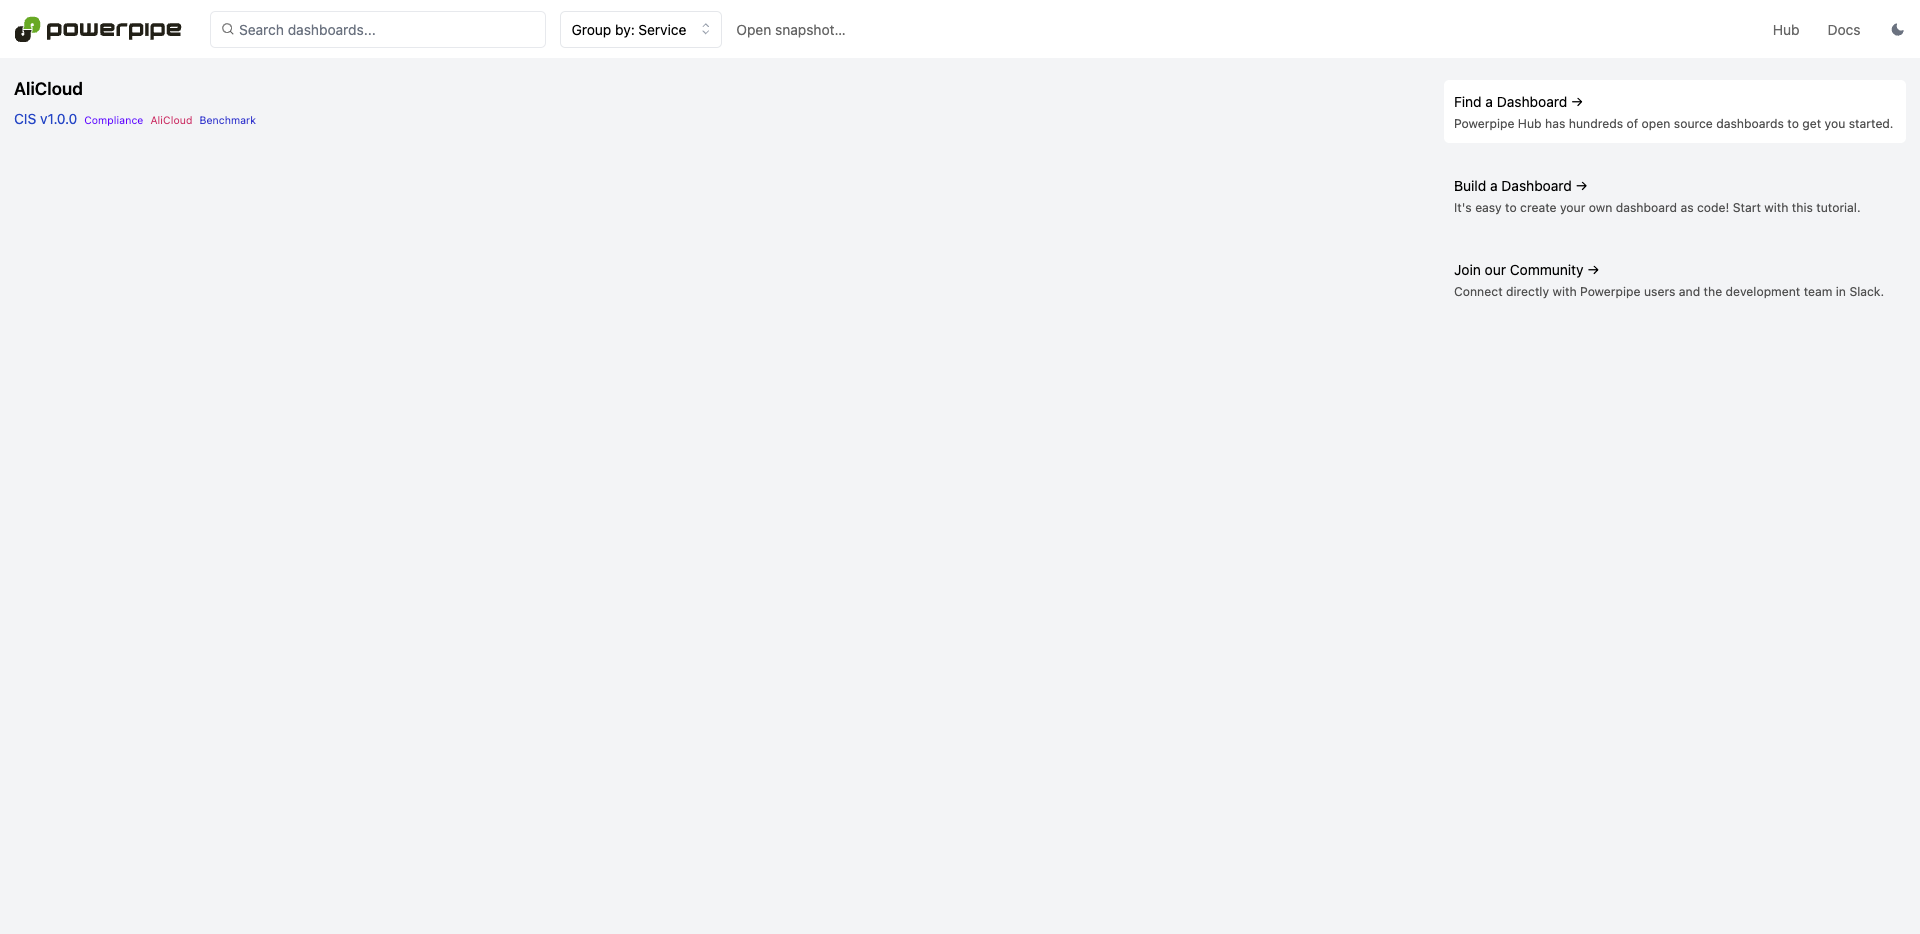 powerpipe Search dashboards... Group by: Service Open snapshot... Hub Docs
AliCloud
CIS v1.0.0 Compliance AliCloud Benchmark
Find a Dashboard →
Powerpipe Hub has hundreds of open source dashboards to get you started.
Build a Dashboard →
It's easy to create your own dashboard as code! Start with this tutorial.
Join our Community →
Connect directly with Powerpipe users and the development team in Slack.